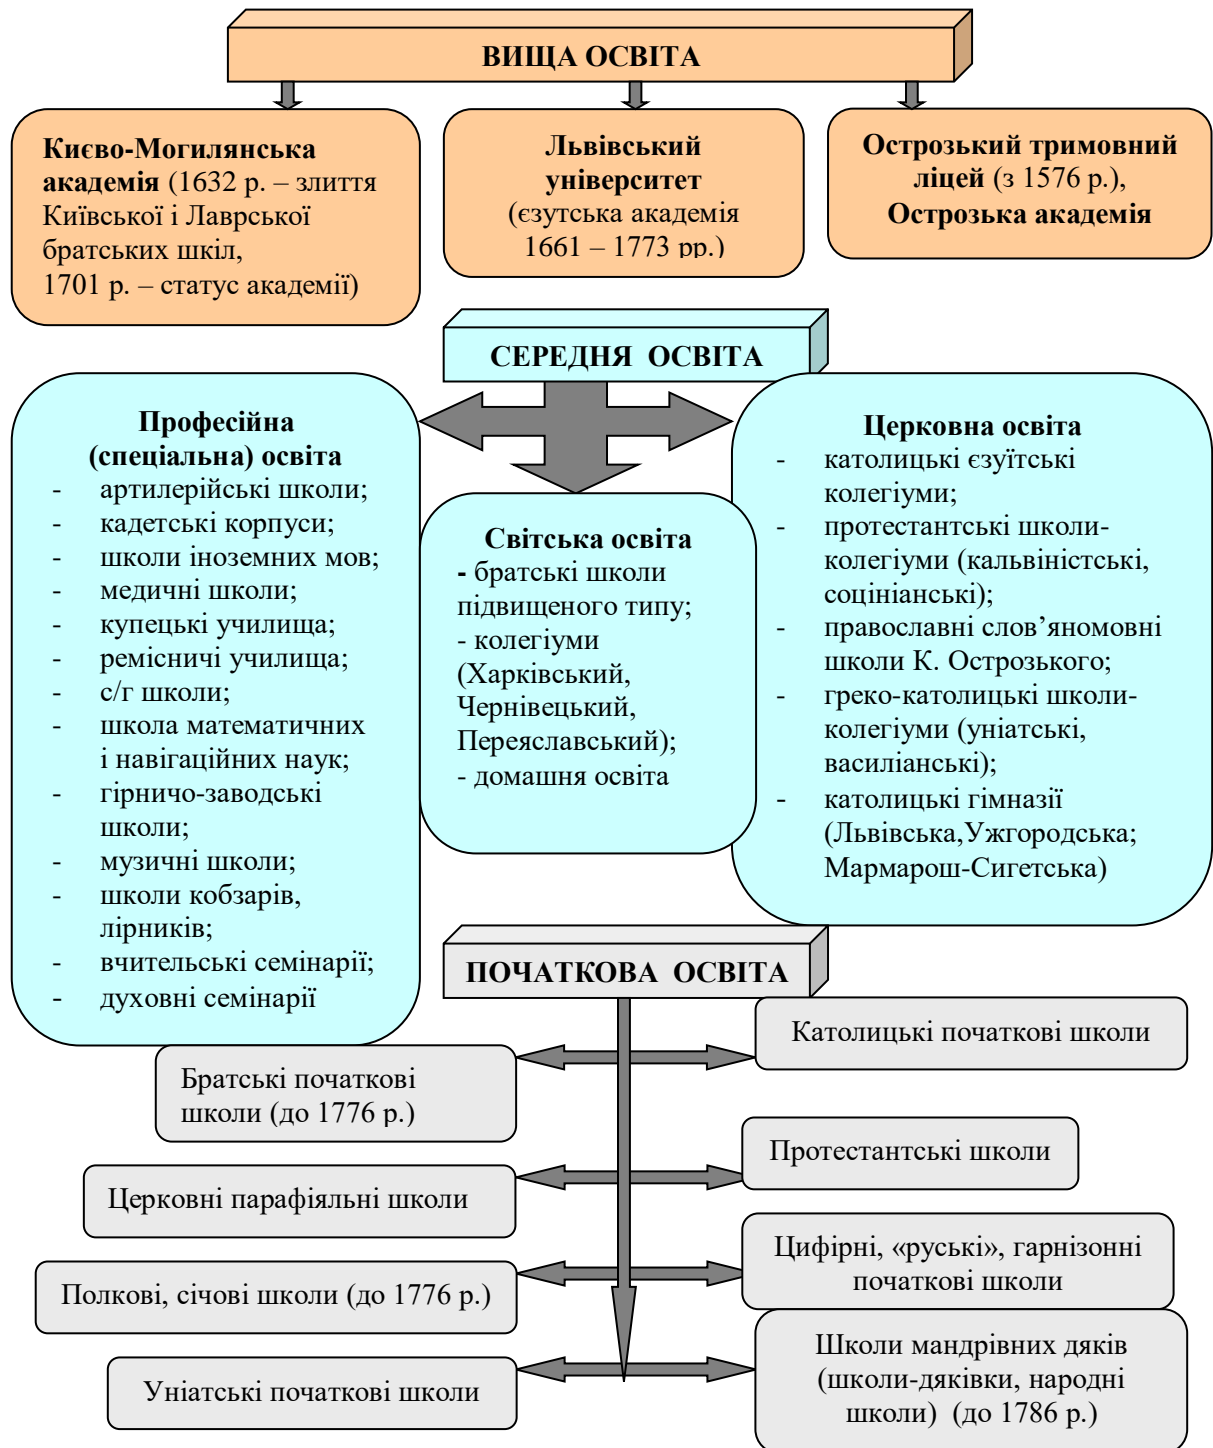 ВИЩА ОСВІТА
Києво-Могилянська
академія (1632 р. – злиття
Київської і Лаврської
братських шкіл,
1701 р. – статус академії)
Львівський
університет
(єзутська академія
1661 – 1773 рр.)
Острозький тримовний
ліцей (з 1576 р.),
Острозька академія
СЕРЕДНЯ ОСВІТА
Професійна
(спеціальна) освіта
- артилерійські школи;
- кадетські корпуси;
- школи іноземних мов;
- медичні школи;
- купецькі училища;
- ремісничі училища;
- с/г школи;
- школа математичних
і навігаційних наук;
- гірничо-заводські
школи;
- музичні школи;
- школи кобзарів,
лірників;
- вчительські семінарії;
- духовні семінарії
Світська освіта
- братські школи
підвищеного типу;
- колегіуми
(Харківський,
Чернівецький,
Переяславський);
- домашня освіта
Церковна освіта
- католицькі єзуїтські
колегіуми;
- протестантські школи-
колегіуми (кальвіністські,
соцініанські);
- православні слов’яномовні
школи К. Острозького;
- греко-католицькі школи-
колегіуми (уніатські,
василіанські);
- католицькі гімназії
(Львівська,Ужгородська;
Мармарош-Сигетська)
ПОЧАТКОВА ОСВІТА
Католицькі початкові школи
Братські початкові
школи (до 1776 р.)
Протестантські школи
Церковні парафіяльні школи
Цифірні, «руські», гарнізонні
початкові школи
Полкові, січові школи (до 1776 р.)
Школи мандрівних дяків
(школи-дяківки, народні
школи) (до 1786 р.)
Уніатські початкові школи